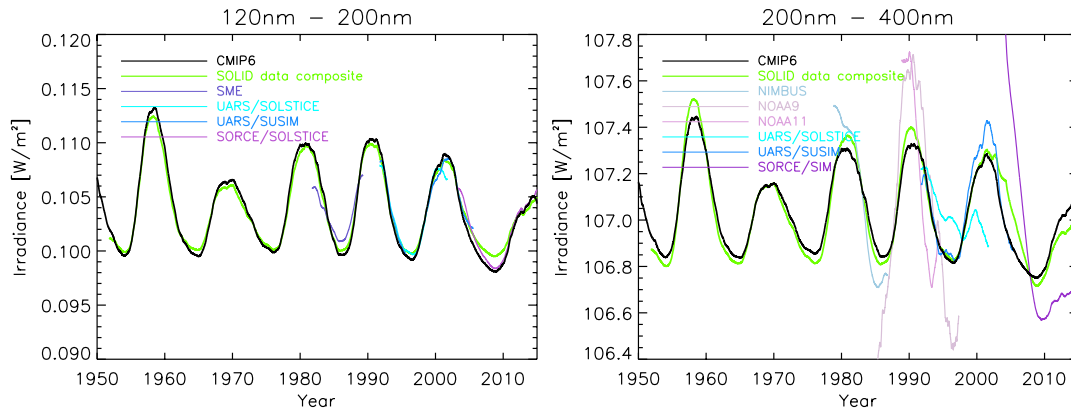 120nm – 200nm
0.120
0.115
0.110
0.105
0.100
0.095
0.090
Irradiance [W/m²]
CMIP6
SOLID data composite
SME
UARS/SOLSTICE
UARS/SUSIM
SORCE/SOLSTICE
1950 1960 1970 1980 1990 2000 2010
Year
200nm – 400nm
107.8
107.6
107.4
107.2
107.0
106.8
106.6
106.4
Irradiance [W/m²]
CMIP6
SOLID data composite
NIMBUS
NOAA9
NOAA11
UARS/SOLSTICE
UARS/SUSIM
SORCE/SIM
1950 1960 1970 1980 1990 2000 2010
Year